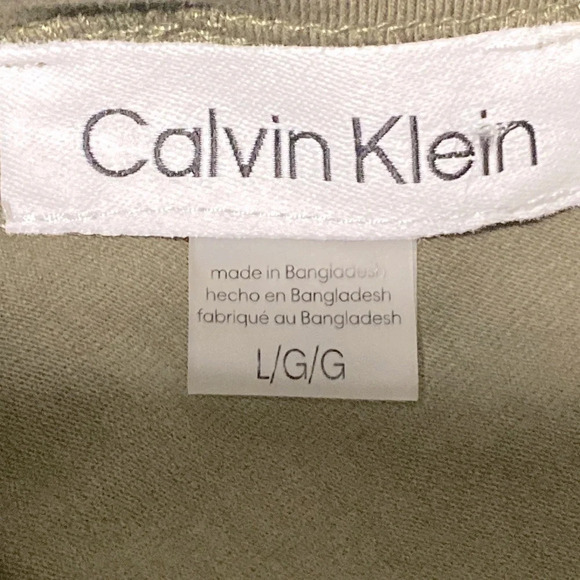 Calvin Klein
made in Bangladesh
hecho en Bangladesh
fabriqué au Bangladesh
L/G/G